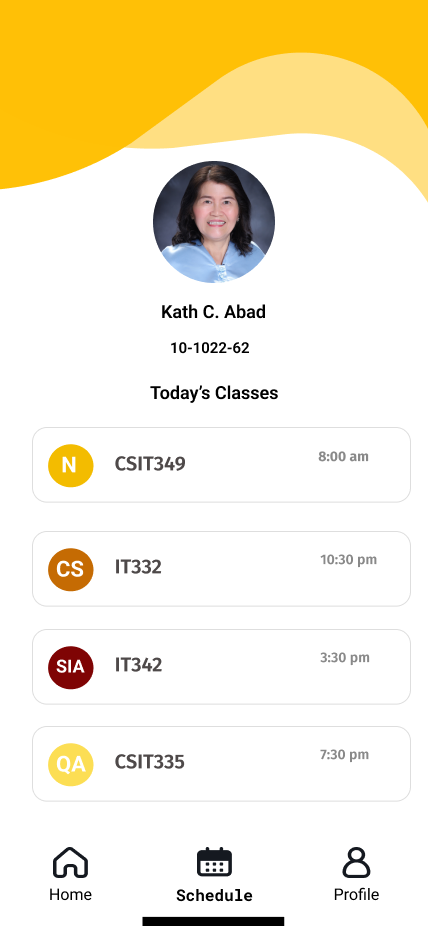 Kath C. Abad
10-1022-62
Today’s Classes
N CSIT349 8:00 am
CS IT332 10:30 pm
SIA IT342 3:30 pm
QA CSIT335 7:30 pm
Home Schedule Profile